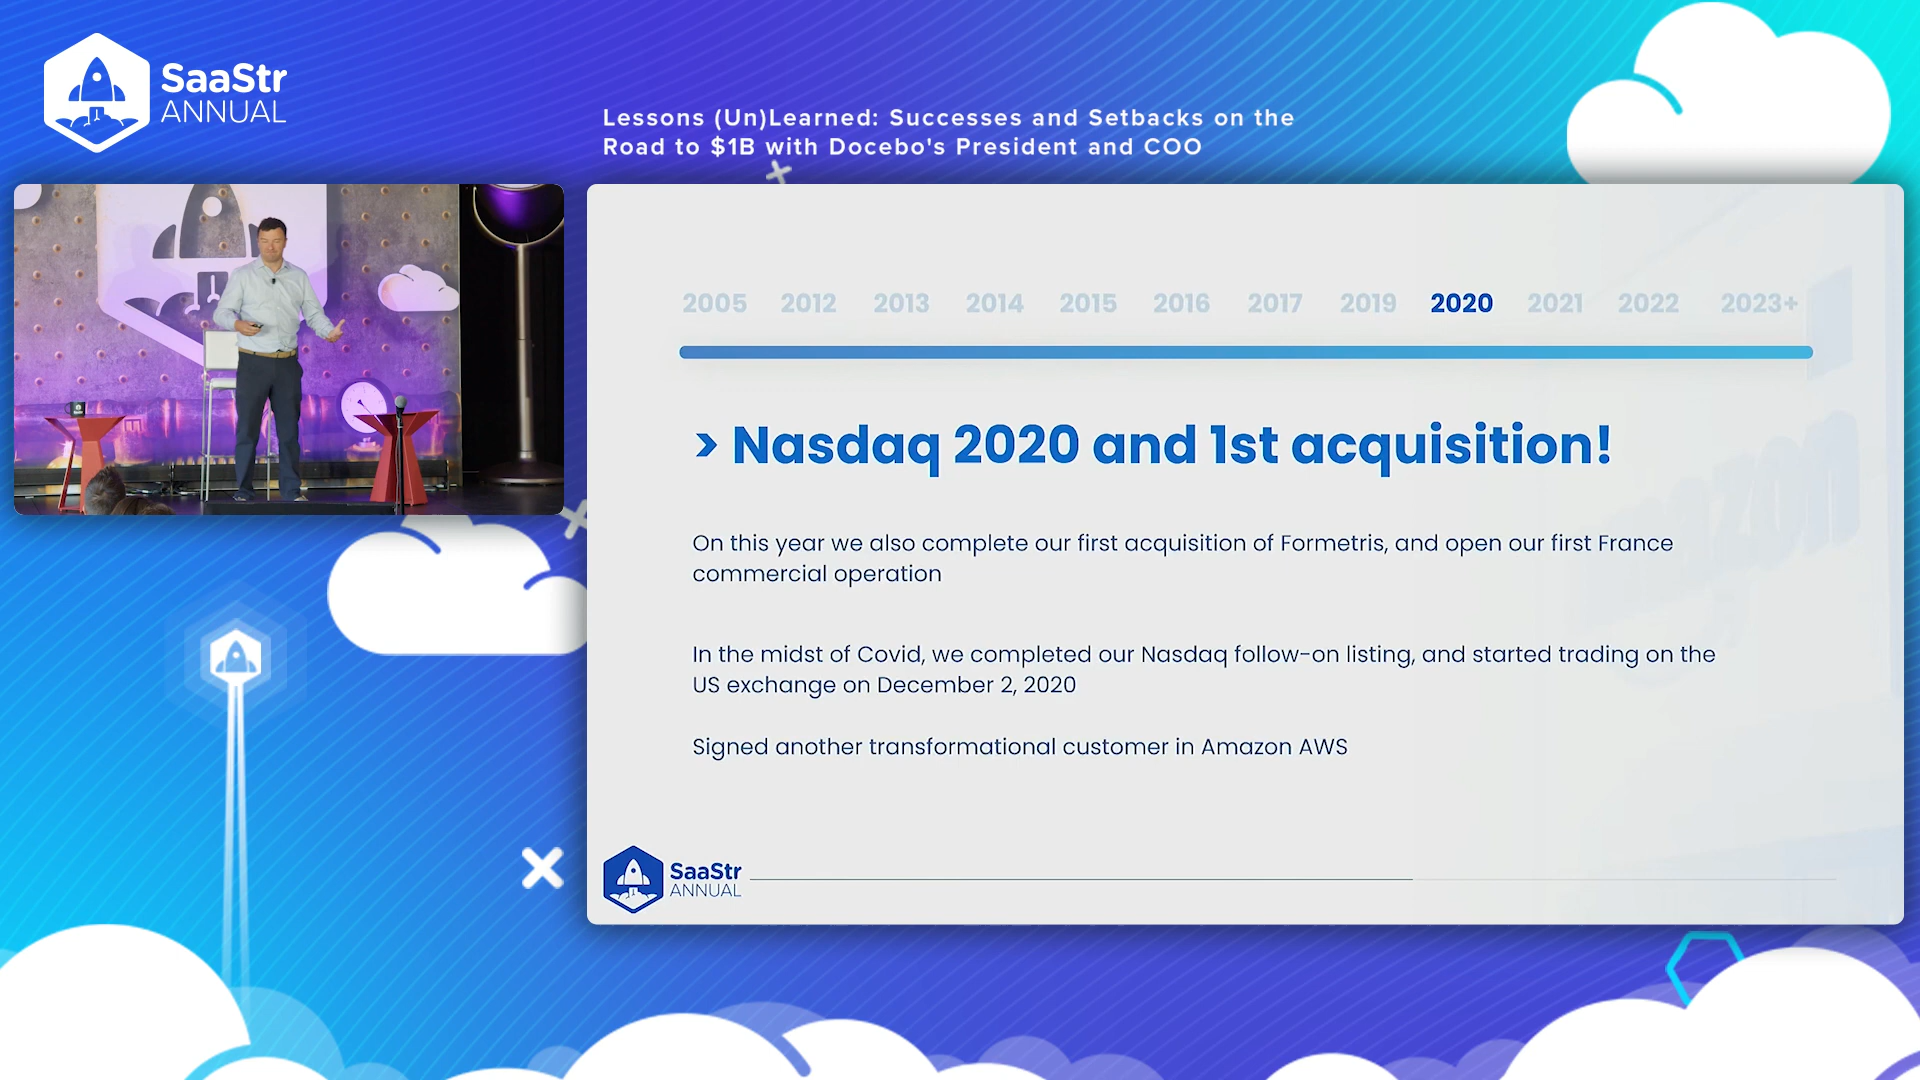 SaaStr
ANNUAL
Lessons (Un)Learned: Successes and Setbacks on the
Road to $1B with Docebo's President and COO
2005 2012 2013 2014 2015 2016 2017 2019 2020 2021 2022 2023+
> Nasdaq 2020 and 1st acquisition!
On this year we also complete our first acquisition of Formetris, and open our first France
commercial operation
In the midst of Covid, we completed our Nasdaq follow-on listing, and started trading on the
US exchange on December 2, 2020
Signed another transformational customer in Amazon AWS
SaaStr
ANNUAL